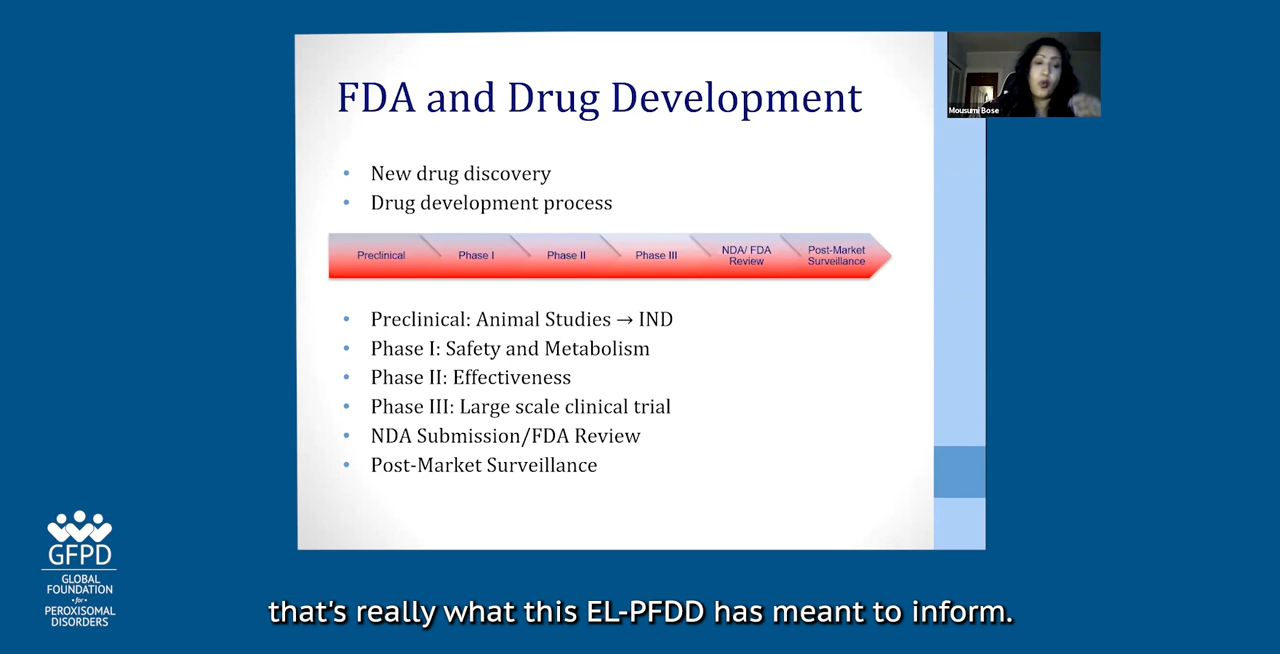 FDA and Drug Development
Mousumi Bose
• New drug discovery
• Drug development process
Preclinical
Phase I
Phase II
Phase III
NDA/ FDA
Review
Post-Market
Surveillance
• Preclinical: Animal Studies → IND
• Phase I: Safety and Metabolism
• Phase II: Effectiveness
• Phase III: Large scale clinical trial
• NDA Submission/FDA Review
• Post-Market Surveillance
GFPD
GLOBAL
FOUNDATION
for
PEROXISOMAL
DISORDERS
that's really what this EL-PFDD has meant to inform.